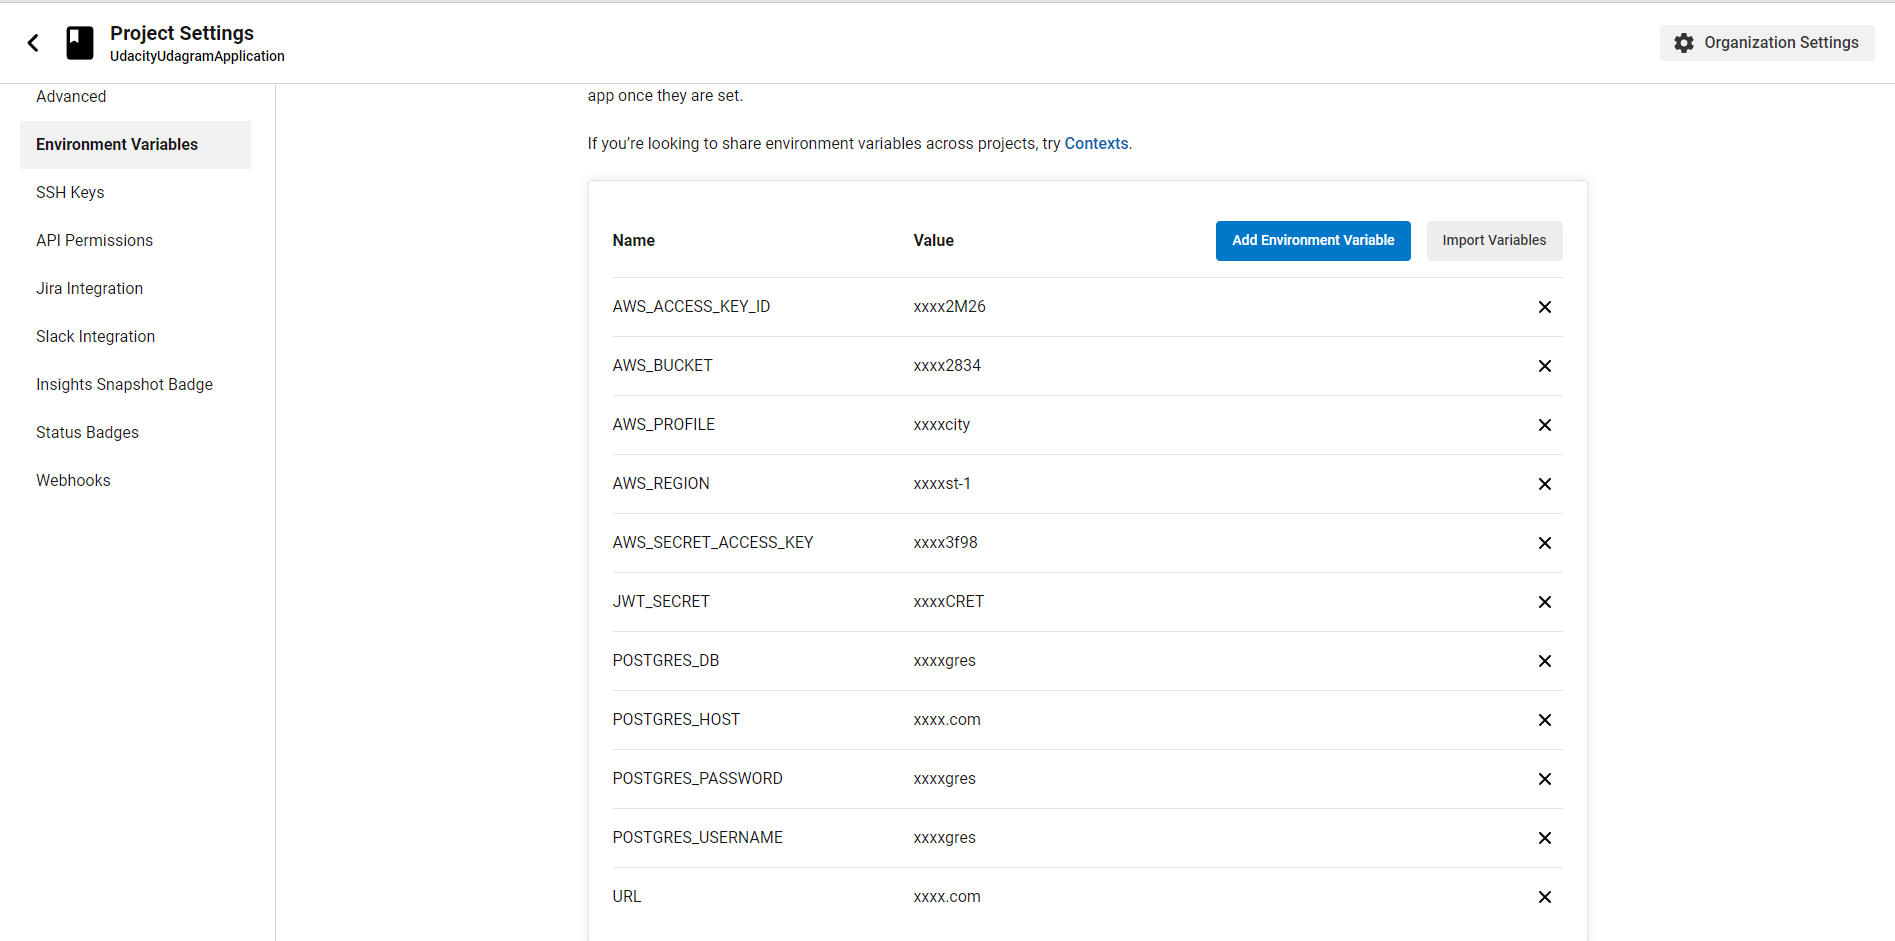 Project Settings
UdacityUdagramApplication
Organization Settings
Advanced
Environment Variables
SSH Keys
API Permissions
Jira Integration
Slack Integration
Insights Snapshot Badge
Status Badges
Webhooks
app once they are set.
If you’re looking to share environment variables across projects, try Contexts.
Name Value Add Environment Variable Import Variables
AWS_ACCESS_KEY_ID xxxx2M26
AWS_BUCKET xxxx2834
AWS_PROFILE xxxxcity
AWS_REGION xxxxst-1
AWS_SECRET_ACCESS_KEY xxxx3f98
JWT_SECRET xxxxCRET
POSTGRES_DB xxxxgres
POSTGRES_HOST xxxx.com
POSTGRES_PASSWORD xxxxgres
POSTGRES_USERNAME xxxxgres
URL xxxx.com